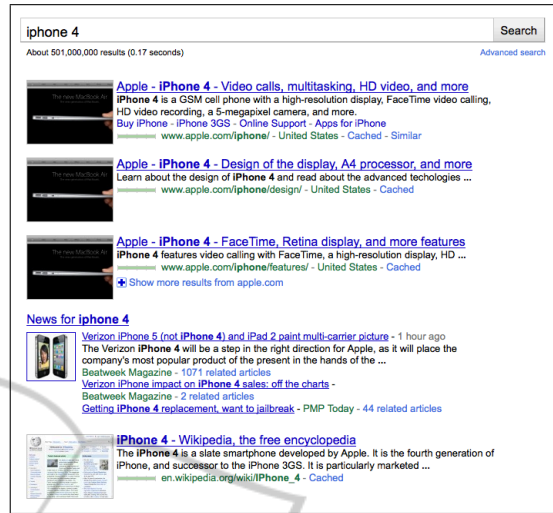 iphone 4
Search
About 501,000,000 results (0.17 seconds)
Advanced search
The new MacBook Air
Apple - iPhone 4 - Video calls, multitasking, HD video, and more
iPhone 4 is a GSM cell phone with a high-resolution display, FaceTime video calling,
HD video recording, a 5-megapixel camera, and more.
Buy iPhone - iPhone 3GS - Online Support - Apps for iPhone
www.apple.com/iphone/ - United States - Cached - Similar
The new MacBook Air
Apple - iPhone 4 - Design of the display, A4 processor, and more
Learn about the design of iPhone 4 and read about the advanced techologies ...
www.apple.com/iphone/design/ - United States - Cached
The new MacBook Air
Apple - iPhone 4 - FaceTime, Retina display, and more features
iPhone 4 features video calling with FaceTime, a high-resolution display, HD ...
www.apple.com/iphone/features/ - United States - Cached
Show more results from apple.com
News for iphone 4
Verizon iPhone 5 (not iPhone 4) and iPad 2 paint multi-carrier picture - 1 hour ago
The Verizon iPhone 4 will be a step in the right direction for Apple, as it will place the
company's most popular product of the present in the hands of the ...
Beatweek Magazine - 1071 related articles
Verizon iPhone impact on iPhone 4 sales: off the charts -
Beatweek Magazine - 2 related articles
Getting iPhone 4 replacement, want to jailbreak - PMP Today - 44 related articles
iPhone 4 - Wikipedia, the free encyclopedia
The iPhone 4 is a slate smartphone developed by Apple. It is the fourth generation of
iPhone, and successor to the iPhone 3GS. It is particularly marketed ...
en.wikipedia.org/wiki/IPhone_4 - Cached